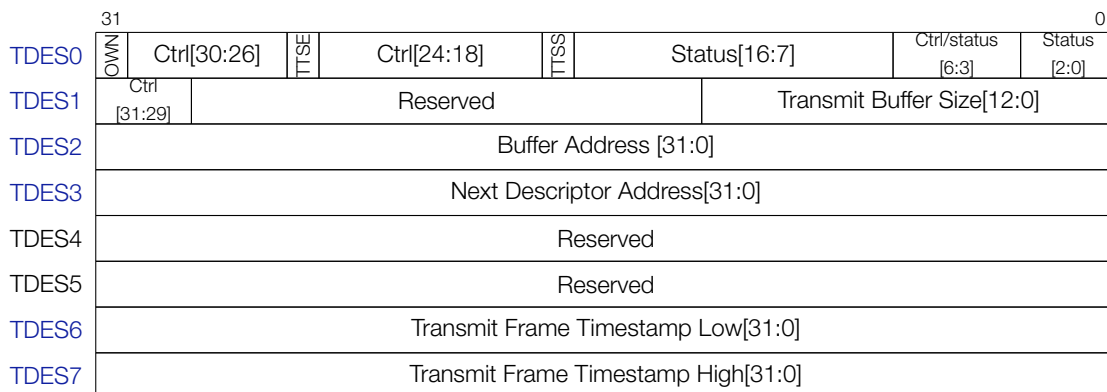 31 0
TDES0 OWN Ctrl[30:26] TTSE Ctrl[24:18] TTSS Status[16:7] Ctrl/status [6:3] Status [2:0]
TDES1 Ctrl [31:29] Reserved Transmit Buffer Size[12:0]
TDES2 Buffer Address [31:0]
TDES3 Next Descriptor Address[31:0]
TDES4 Reserved
TDES5 Reserved
TDES6 Transmit Frame Timestamp Low[31:0]
TDES7 Transmit Frame Timestamp High[31:0]